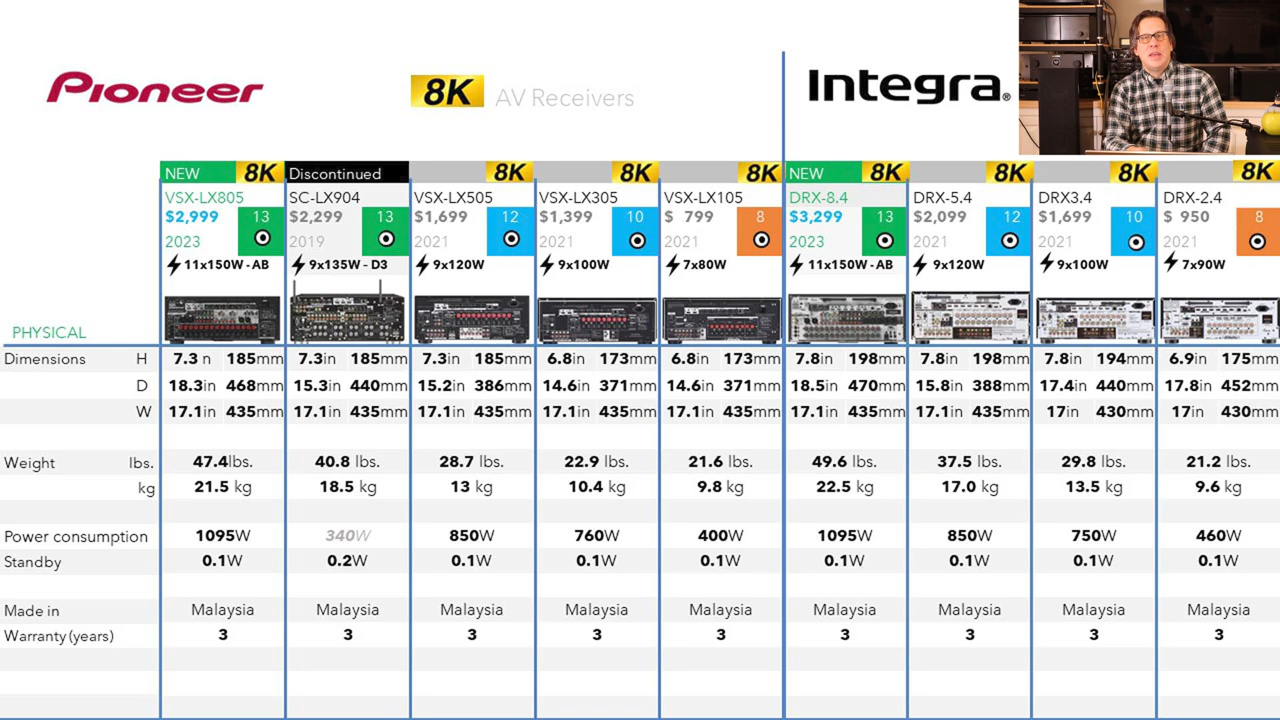 Pioneer 8K AV Receivers Integra®
NEW 8K Discontinued 8K 8K 8K NEW 8K 8K 8K 8K
VSX-LX805 SC-LX904 VSX-LX505 VSX-LX305 VSX-LX105 DRX-8.4 DRX-5.4 DRX3.4 DRX-2.4
$2,999 13 $2,299 13 $1,699 12 $1,399 10 $ 799 8 $3,299 13 $2,099 12 $1,699 10 $ 950 8
2023 2019 2021 2021 2021 2023 2021 2021 2021
11x150W - AB 9x135W - D3 9x120W 9x100W 7x80W 11x150W - AB 9x120W 9x100W 7x90W
PHYSICAL
Dimensions H 7.3 n 185mm 7.3in 185mm 7.3in 185mm 6.8in 173mm 6.8in 173mm 7.8in 198mm 7.8in 198mm 7.8in 194mm 6.9in 175mm
D 18.3in 468mm 15.3in 440mm 15.2in 386mm 14.6in 371mm 14.6in 371mm 18.5in 470mm 15.8in 388mm 17.4in 440mm 17.8in 452mm
W 17.1in 435mm 17.1in 435mm 17.1in 435mm 17.1in 435mm 17.1in 435mm 17.1in 435mm 17.1in 435mm 17in 430mm 17in 430mm
Weight lbs. 47.4lbs. 40.8 lbs. 28.7 lbs. 22.9 lbs. 21.6 lbs. 49.6 lbs. 37.5 lbs. 29.8 lbs. 21.2 lbs.
kg 21.5 kg 18.5 kg 13 kg 10.4 kg 9.8 kg 22.5 kg 17.0 kg 13.5 kg 9.6 kg
Power consumption 1095W 340W 850W 760W 400W 1095W 850W 750W 460W
Standby 0.1W 0.2W 0.1W 0.1W 0.1W 0.1W 0.1W 0.1W 0.1W
Made in Malaysia Malaysia Malaysia Malaysia Malaysia Malaysia Malaysia Malaysia Malaysia
Warranty (years) 3 3 3 3 3 3 3 3 3